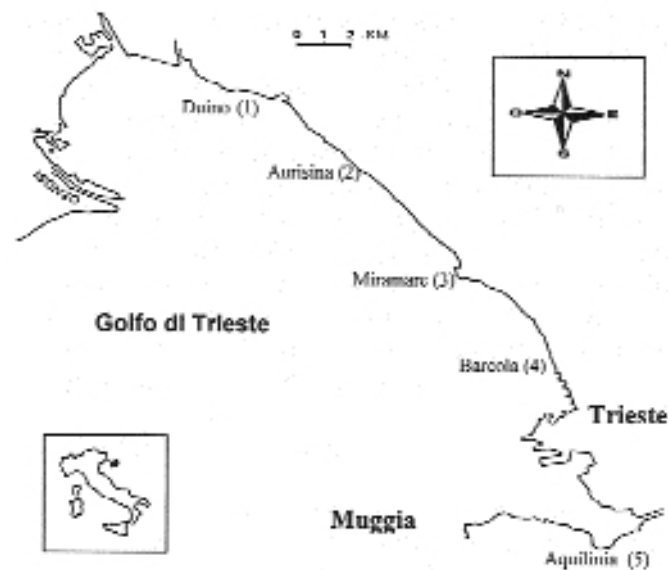 0 1 2 KM
N
O E
S
Duino (1)
Aurisina (2)
ISONZO
Miramare (3)
Golfo di Trieste
Barcola (4)
Trieste
Muggia
Aquilinia (5)